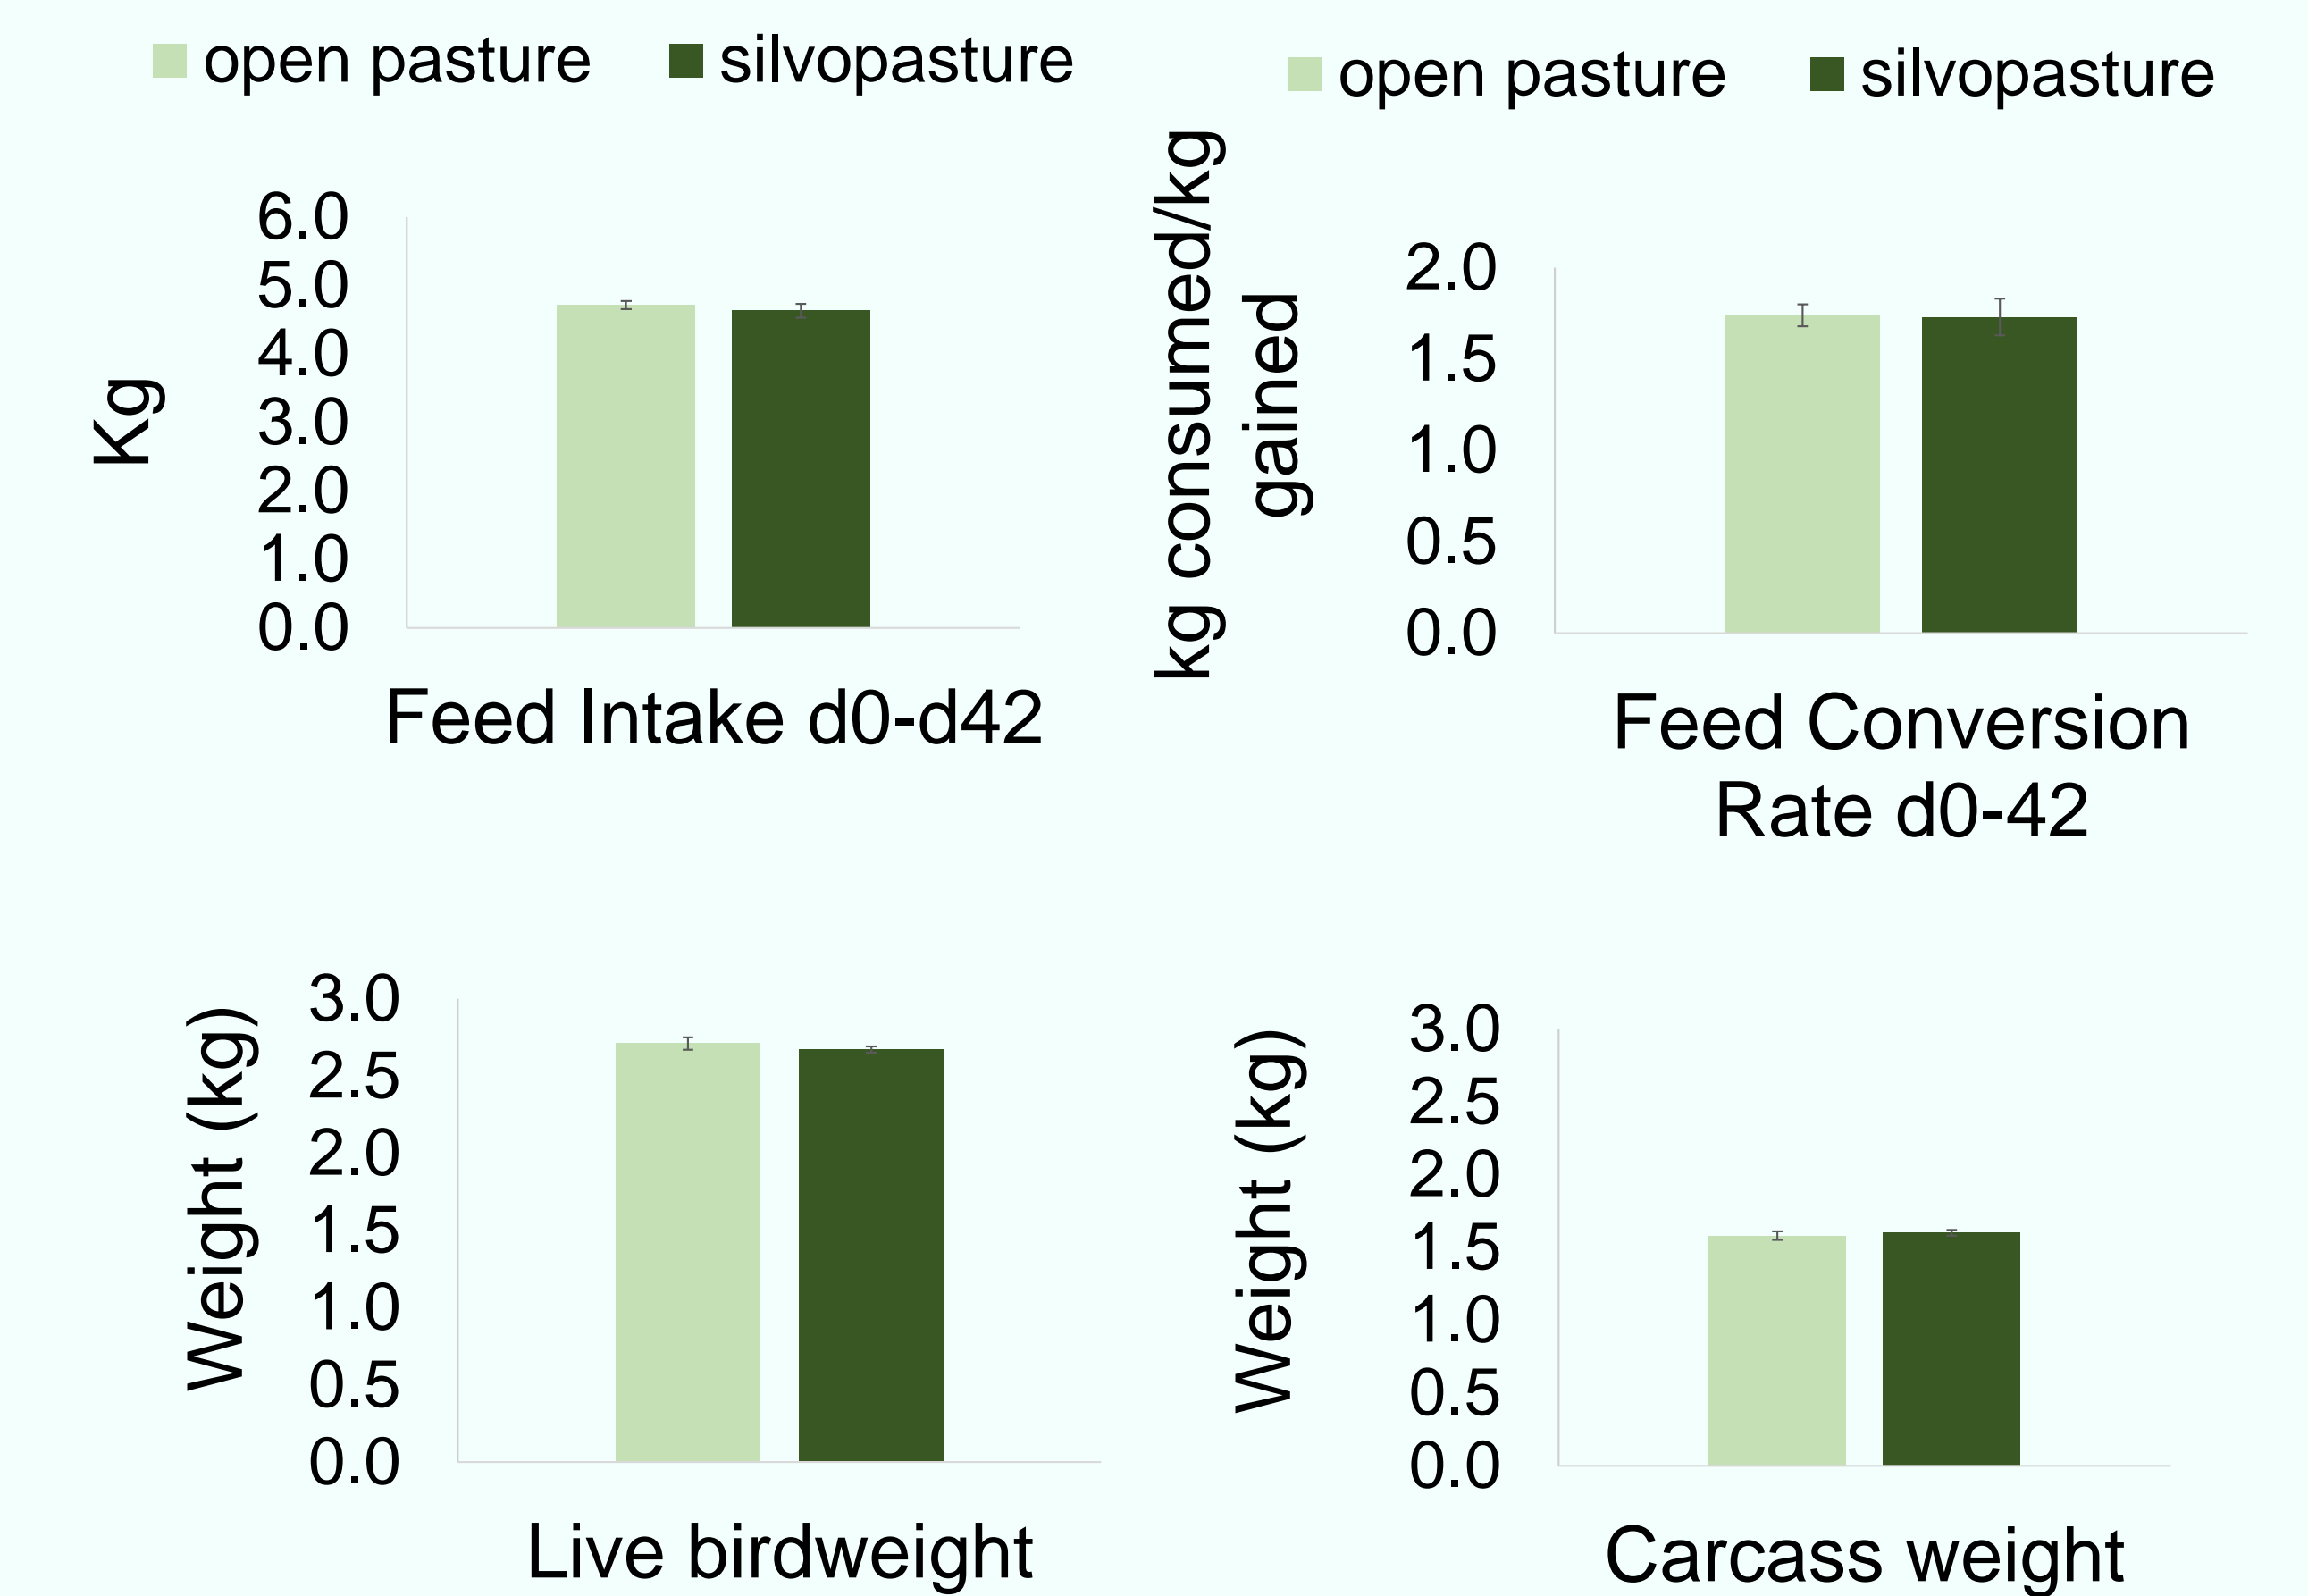 open pasture silvopasture
Kg
6.0
5.0
4.0
3.0
2.0
1.0
0.0
Feed Intake d0-d42
open pasture silvopasture
kg consumed/kg
gained
2.0
1.5
1.0
0.5
0.0
Feed Conversion
Rate d0-42
Weight (kg)
3.0
2.5
2.0
1.5
1.0
0.5
0.0
Live birdweight
Weight (kg)
3.0
2.5
2.0
1.5
1.0
0.5
0.0
Carcass weight